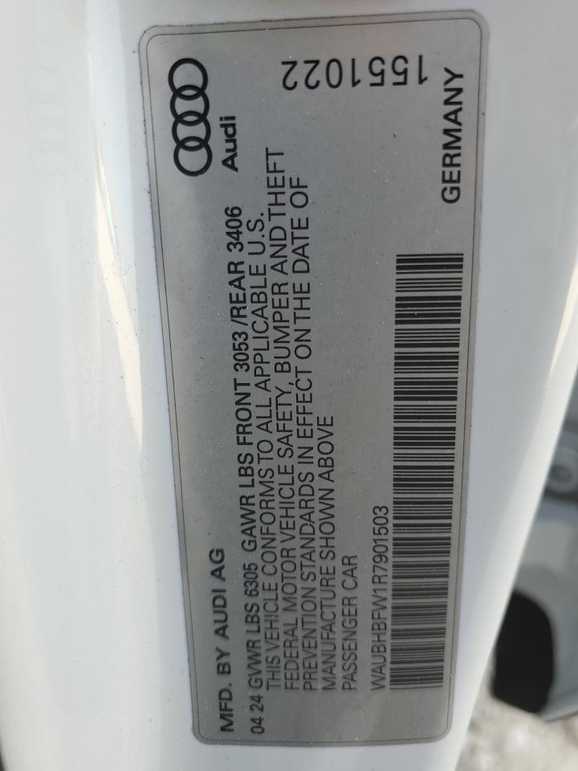 MFD. BY AUDI AG
04 24 GVWR LBS 6305 GAWR LBS FRONT 3053 /REAR 3406
THIS VEHICLE CONFORMS TO ALL APPLICABLE U.S.
FEDERAL MOTOR VEHICLE SAFETY, BUMPER AND THEFT
PREVENTION STANDARDS IN EFFECT ON THE DATE OF
MANUFACTURE SHOWN ABOVE
PASSENGER CAR
WAUBHBFW1R7901503
Audi
1551022
GERMANY